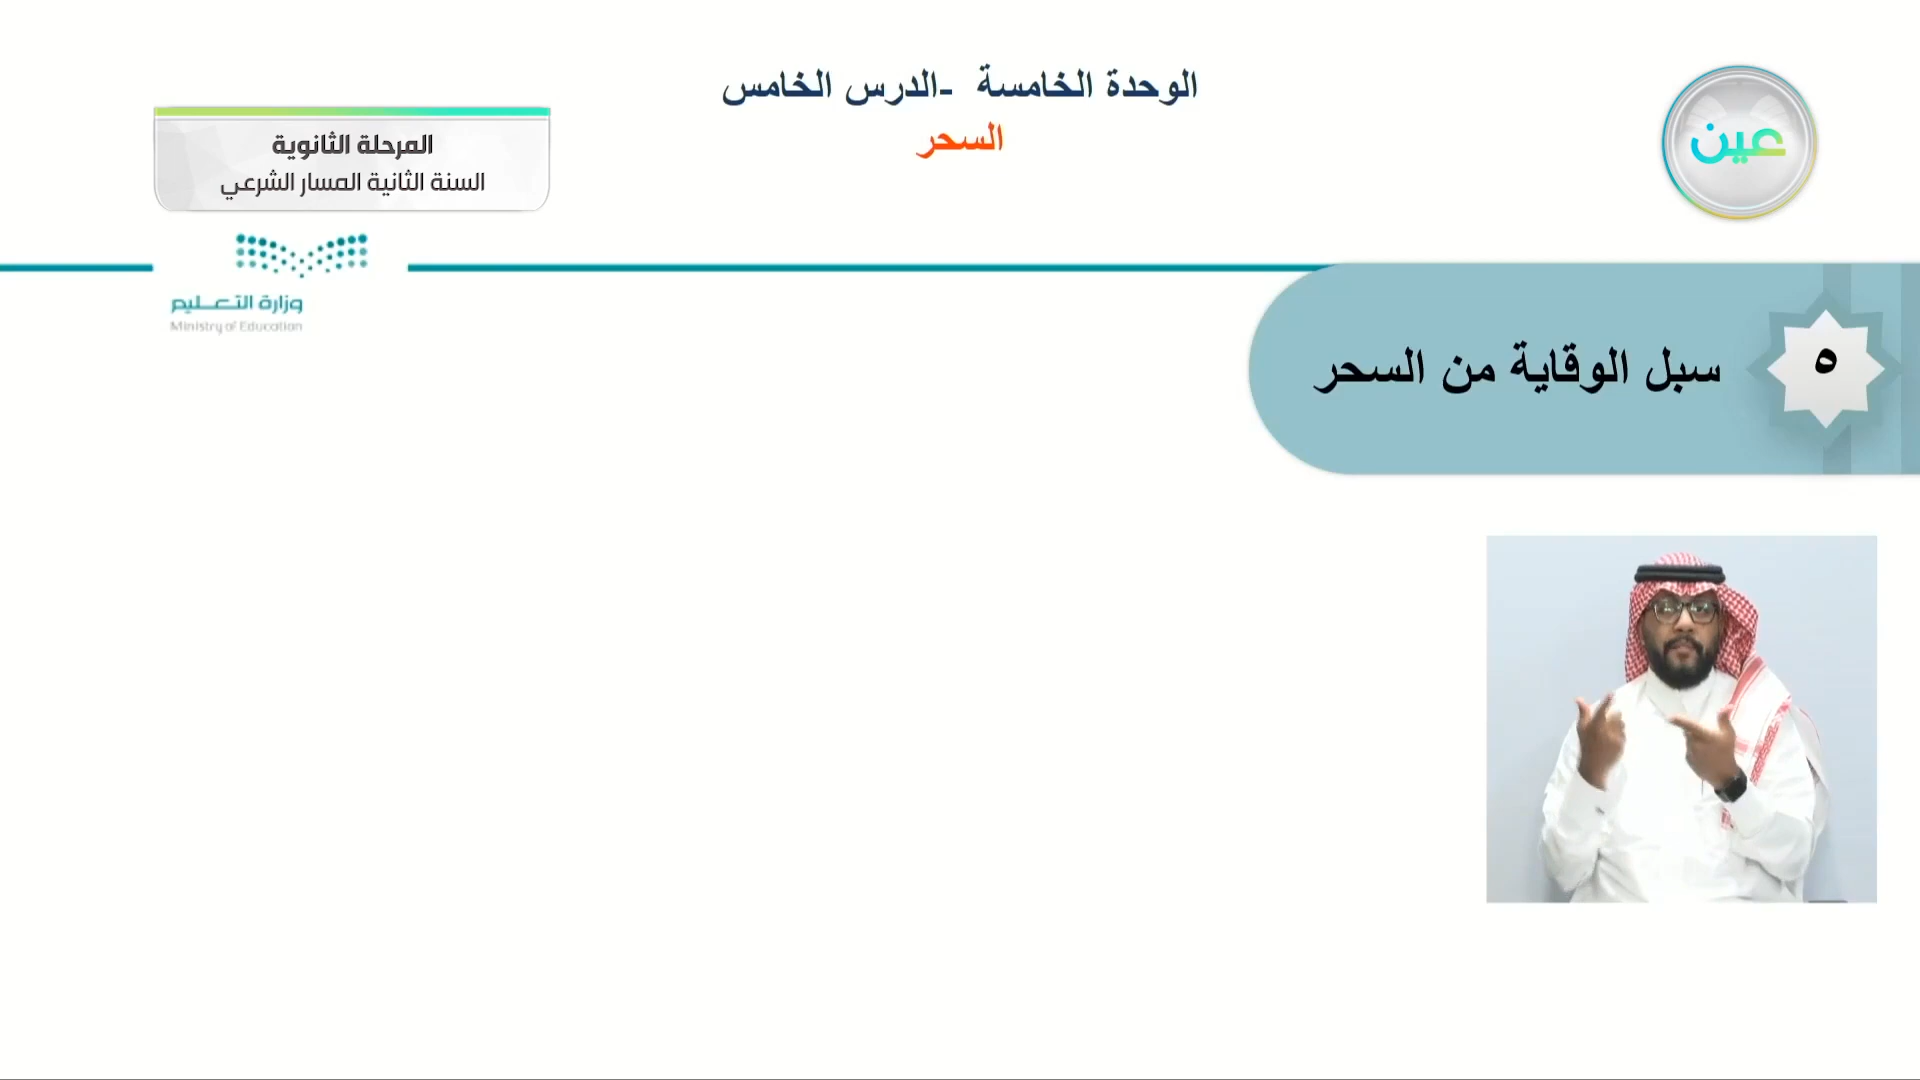 الوحدة الخامسة -الدرس الخامس
السحر
عين
المرحلة الثانوية
السنة الثانية المسار الشرعي
وزارة التعليم
Ministry of Education
٥
سبل الوقاية من السحر